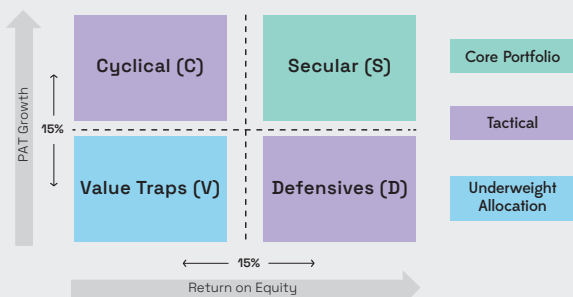 Cyclical (C)
Secular (S)
Core Portfolio
PAT Growth
15%
Tactical
Value Traps (V)
Defensives (D)
Underweight
Allocation
15%
Return on Equity